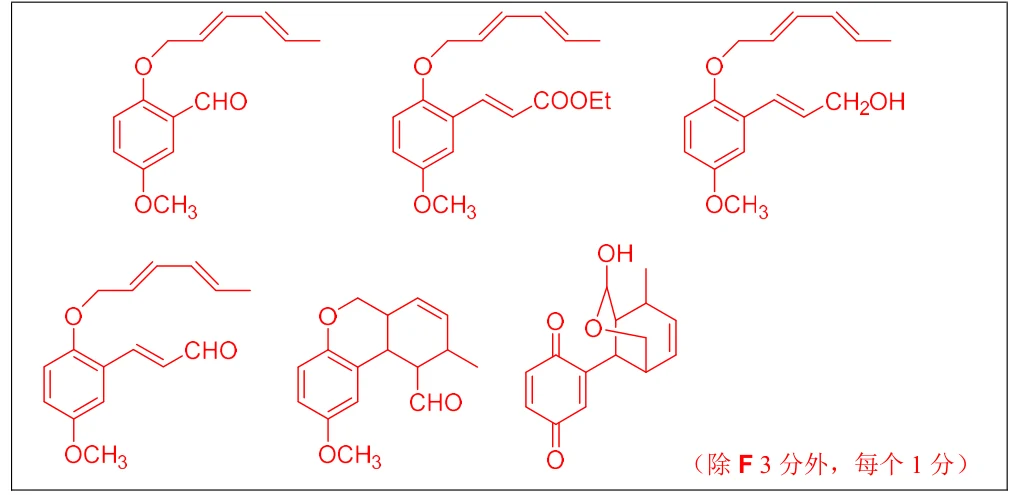 O
CHO
OCH3
O
COOEt
OCH3
O
CH2OH
OCH3
O
CHO
OCH3
O
CHO
OCH3
OH
O
O
O
（除 F 3 分外，每个 1 分）